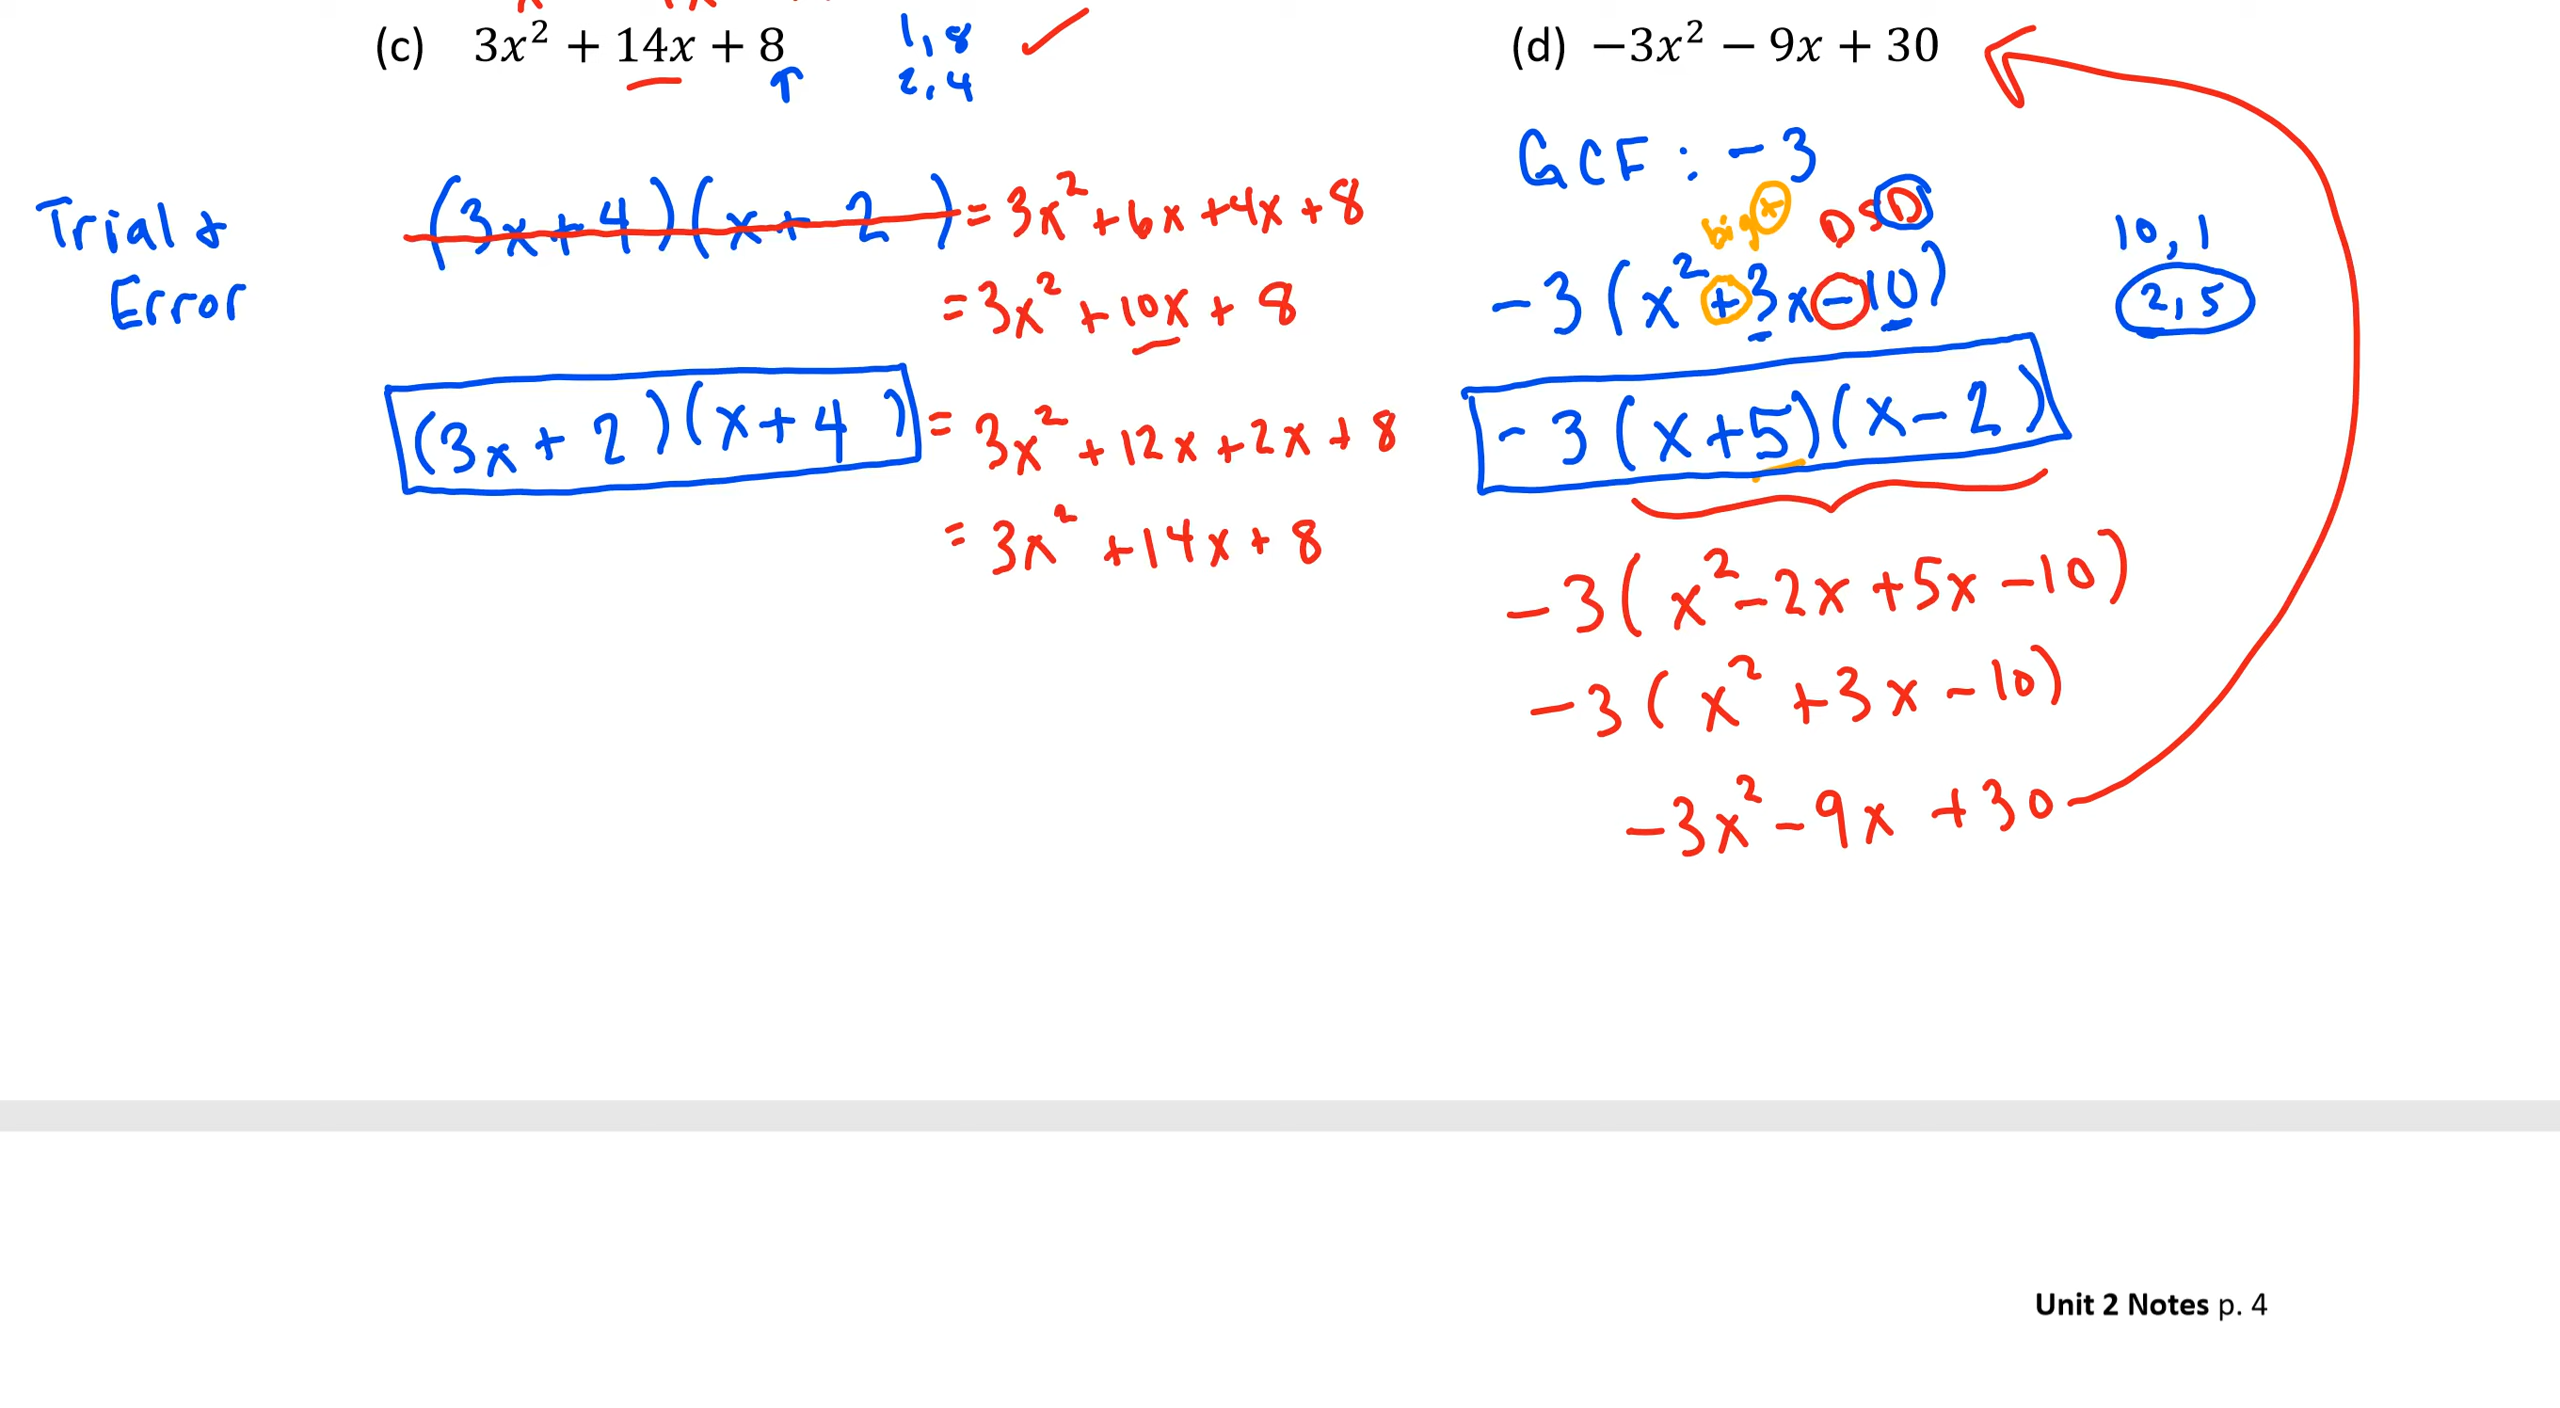 (c) 3x² + 14x + 8
1, 8
2, 4
Trial &
Error
(3x + 4)(x + 2) = 3x² + 6x + 4x + 8
= 3x² + 10x + 8
(3x + 2)(x + 4) = 3x² + 12x + 2x + 8
= 3x² + 14x + 8
(d) −3x² − 9x + 30
GCF : −3
big + DSD
−3(x² + 3x − 10)
10, 1
2, 5
−3(x + 5)(x − 2)
−3(x² − 2x + 5x − 10)
−3(x² + 3x − 10)
−3x² − 9x + 30
Unit 2 Notes p. 4